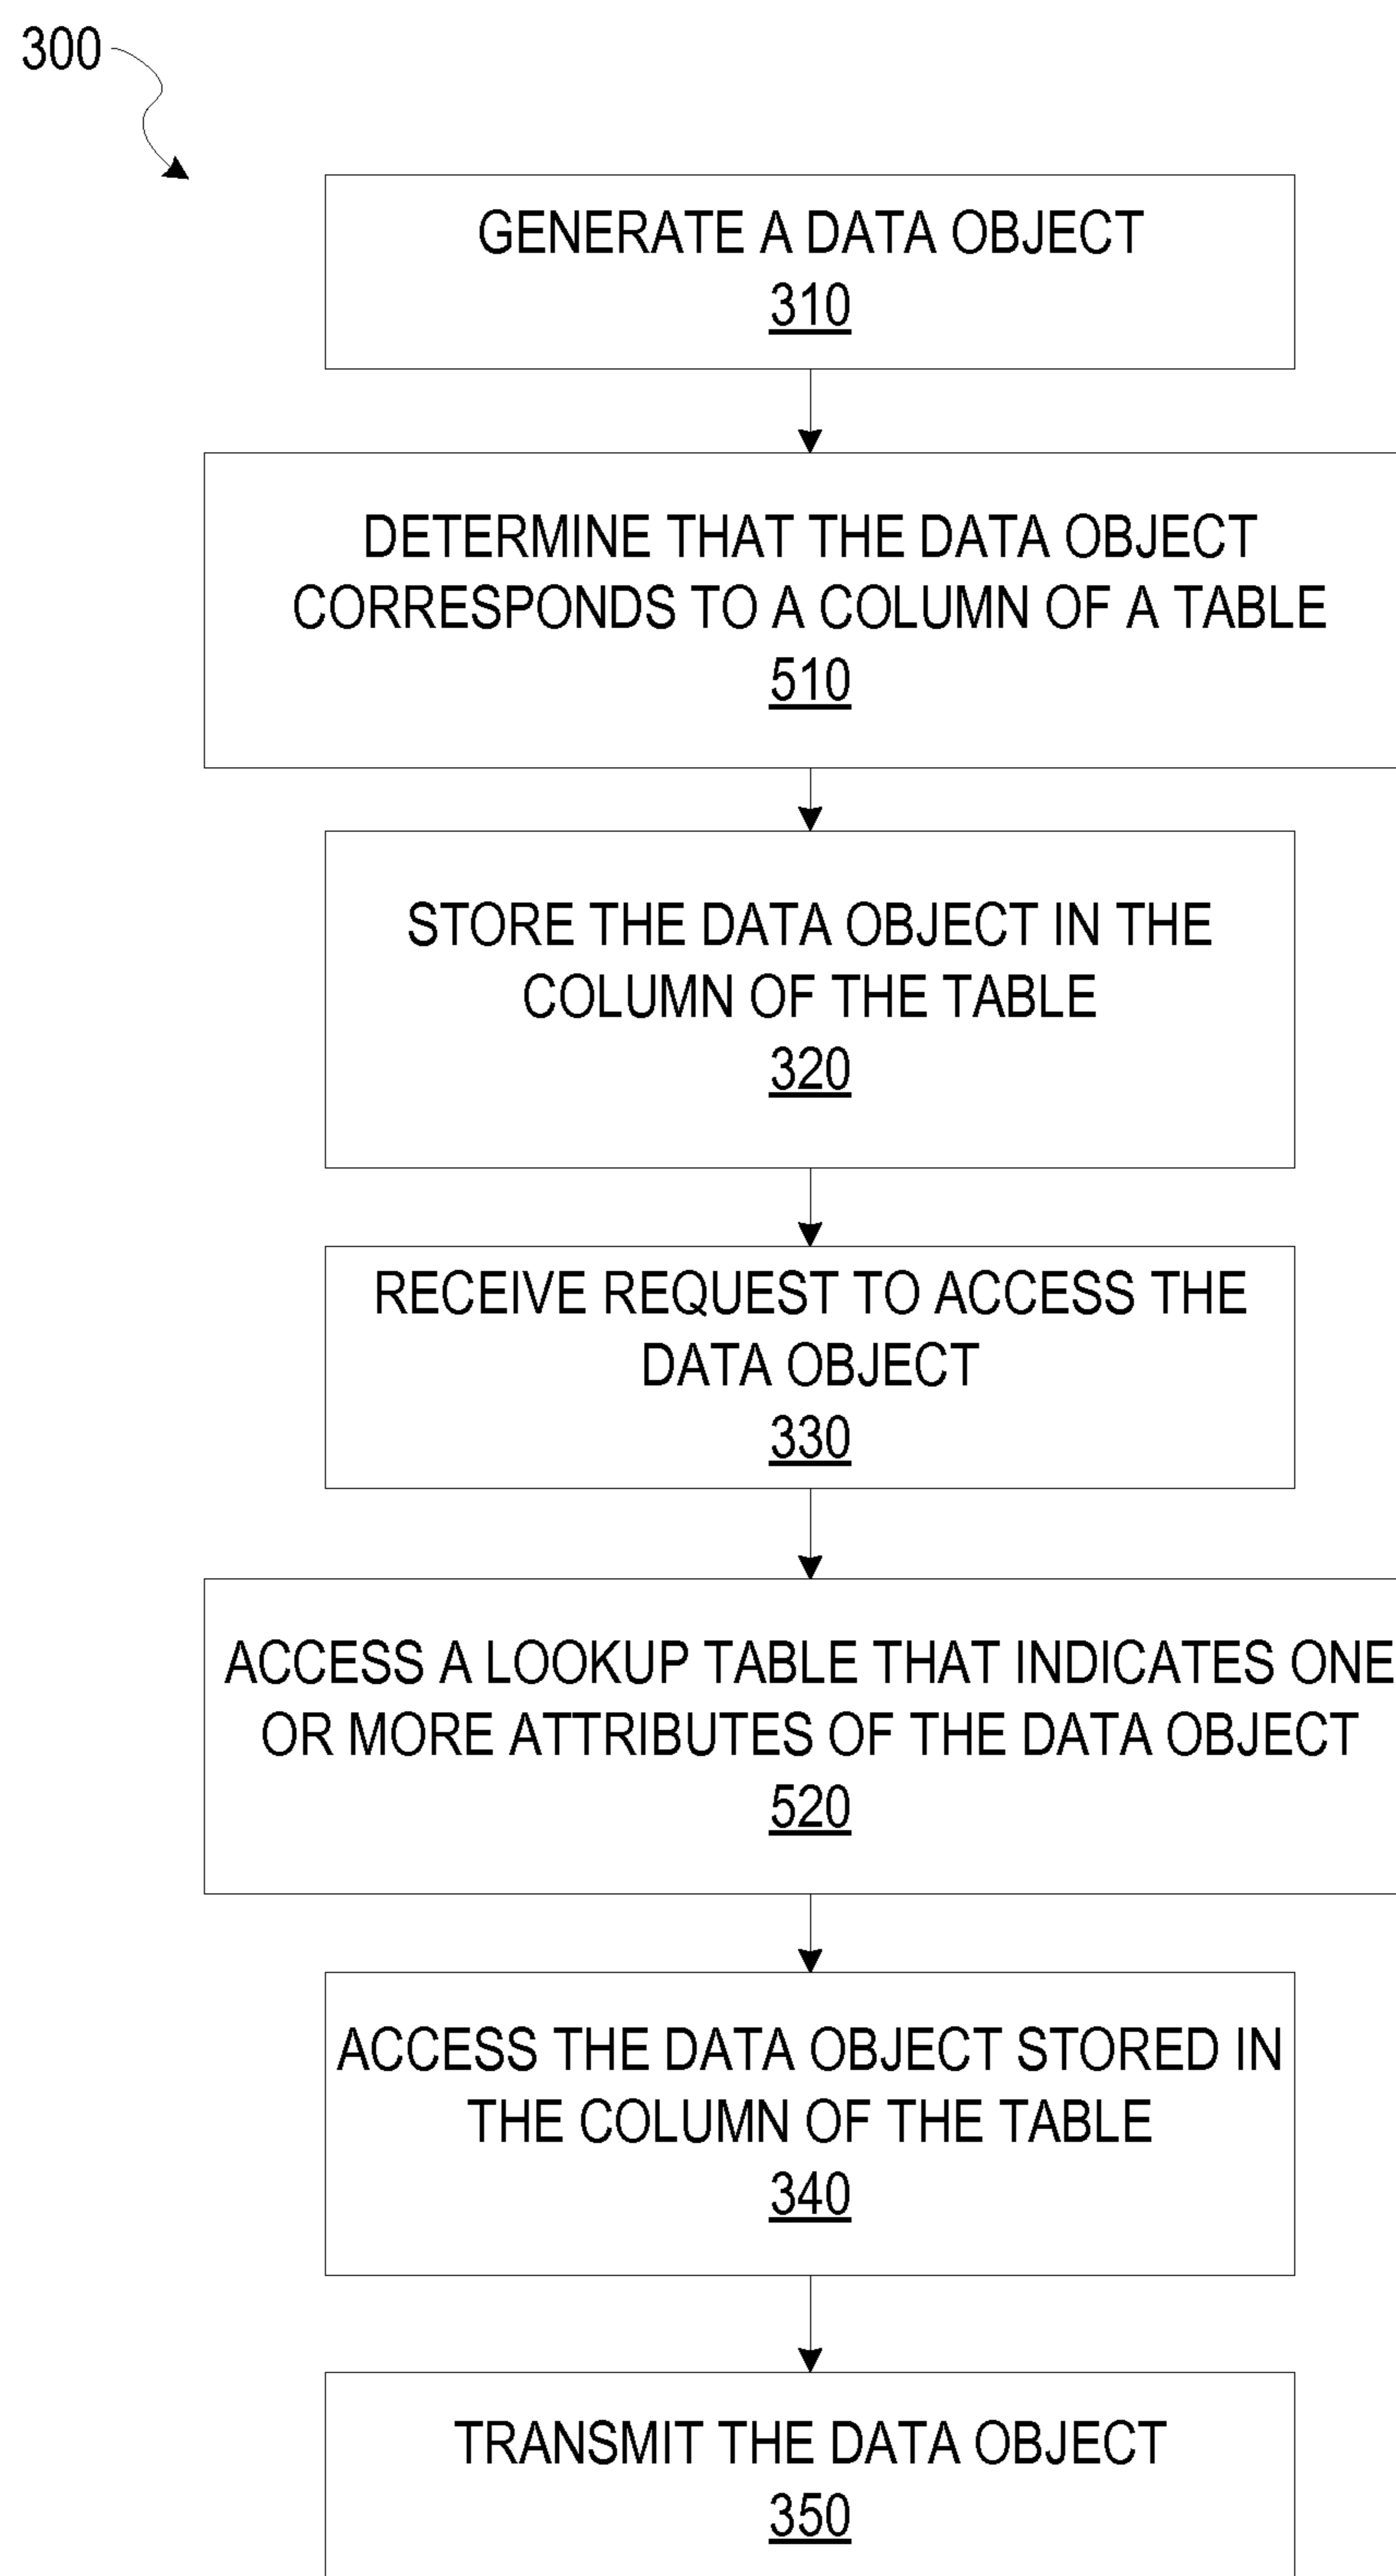 300
GENERATE A DATA OBJECT
310
DETERMINE THAT THE DATA OBJECT
CORRESPONDS TO A COLUMN OF A TABLE
510
STORE THE DATA OBJECT IN THE
COLUMN OF THE TABLE
320
RECEIVE REQUEST TO ACCESS THE
DATA OBJECT
330
ACCESS A LOOKUP TABLE THAT INDICATES ONE
OR MORE ATTRIBUTES OF THE DATA OBJECT
520
ACCESS THE DATA OBJECT STORED IN
THE COLUMN OF THE TABLE
340
TRANSMIT THE DATA OBJECT
350